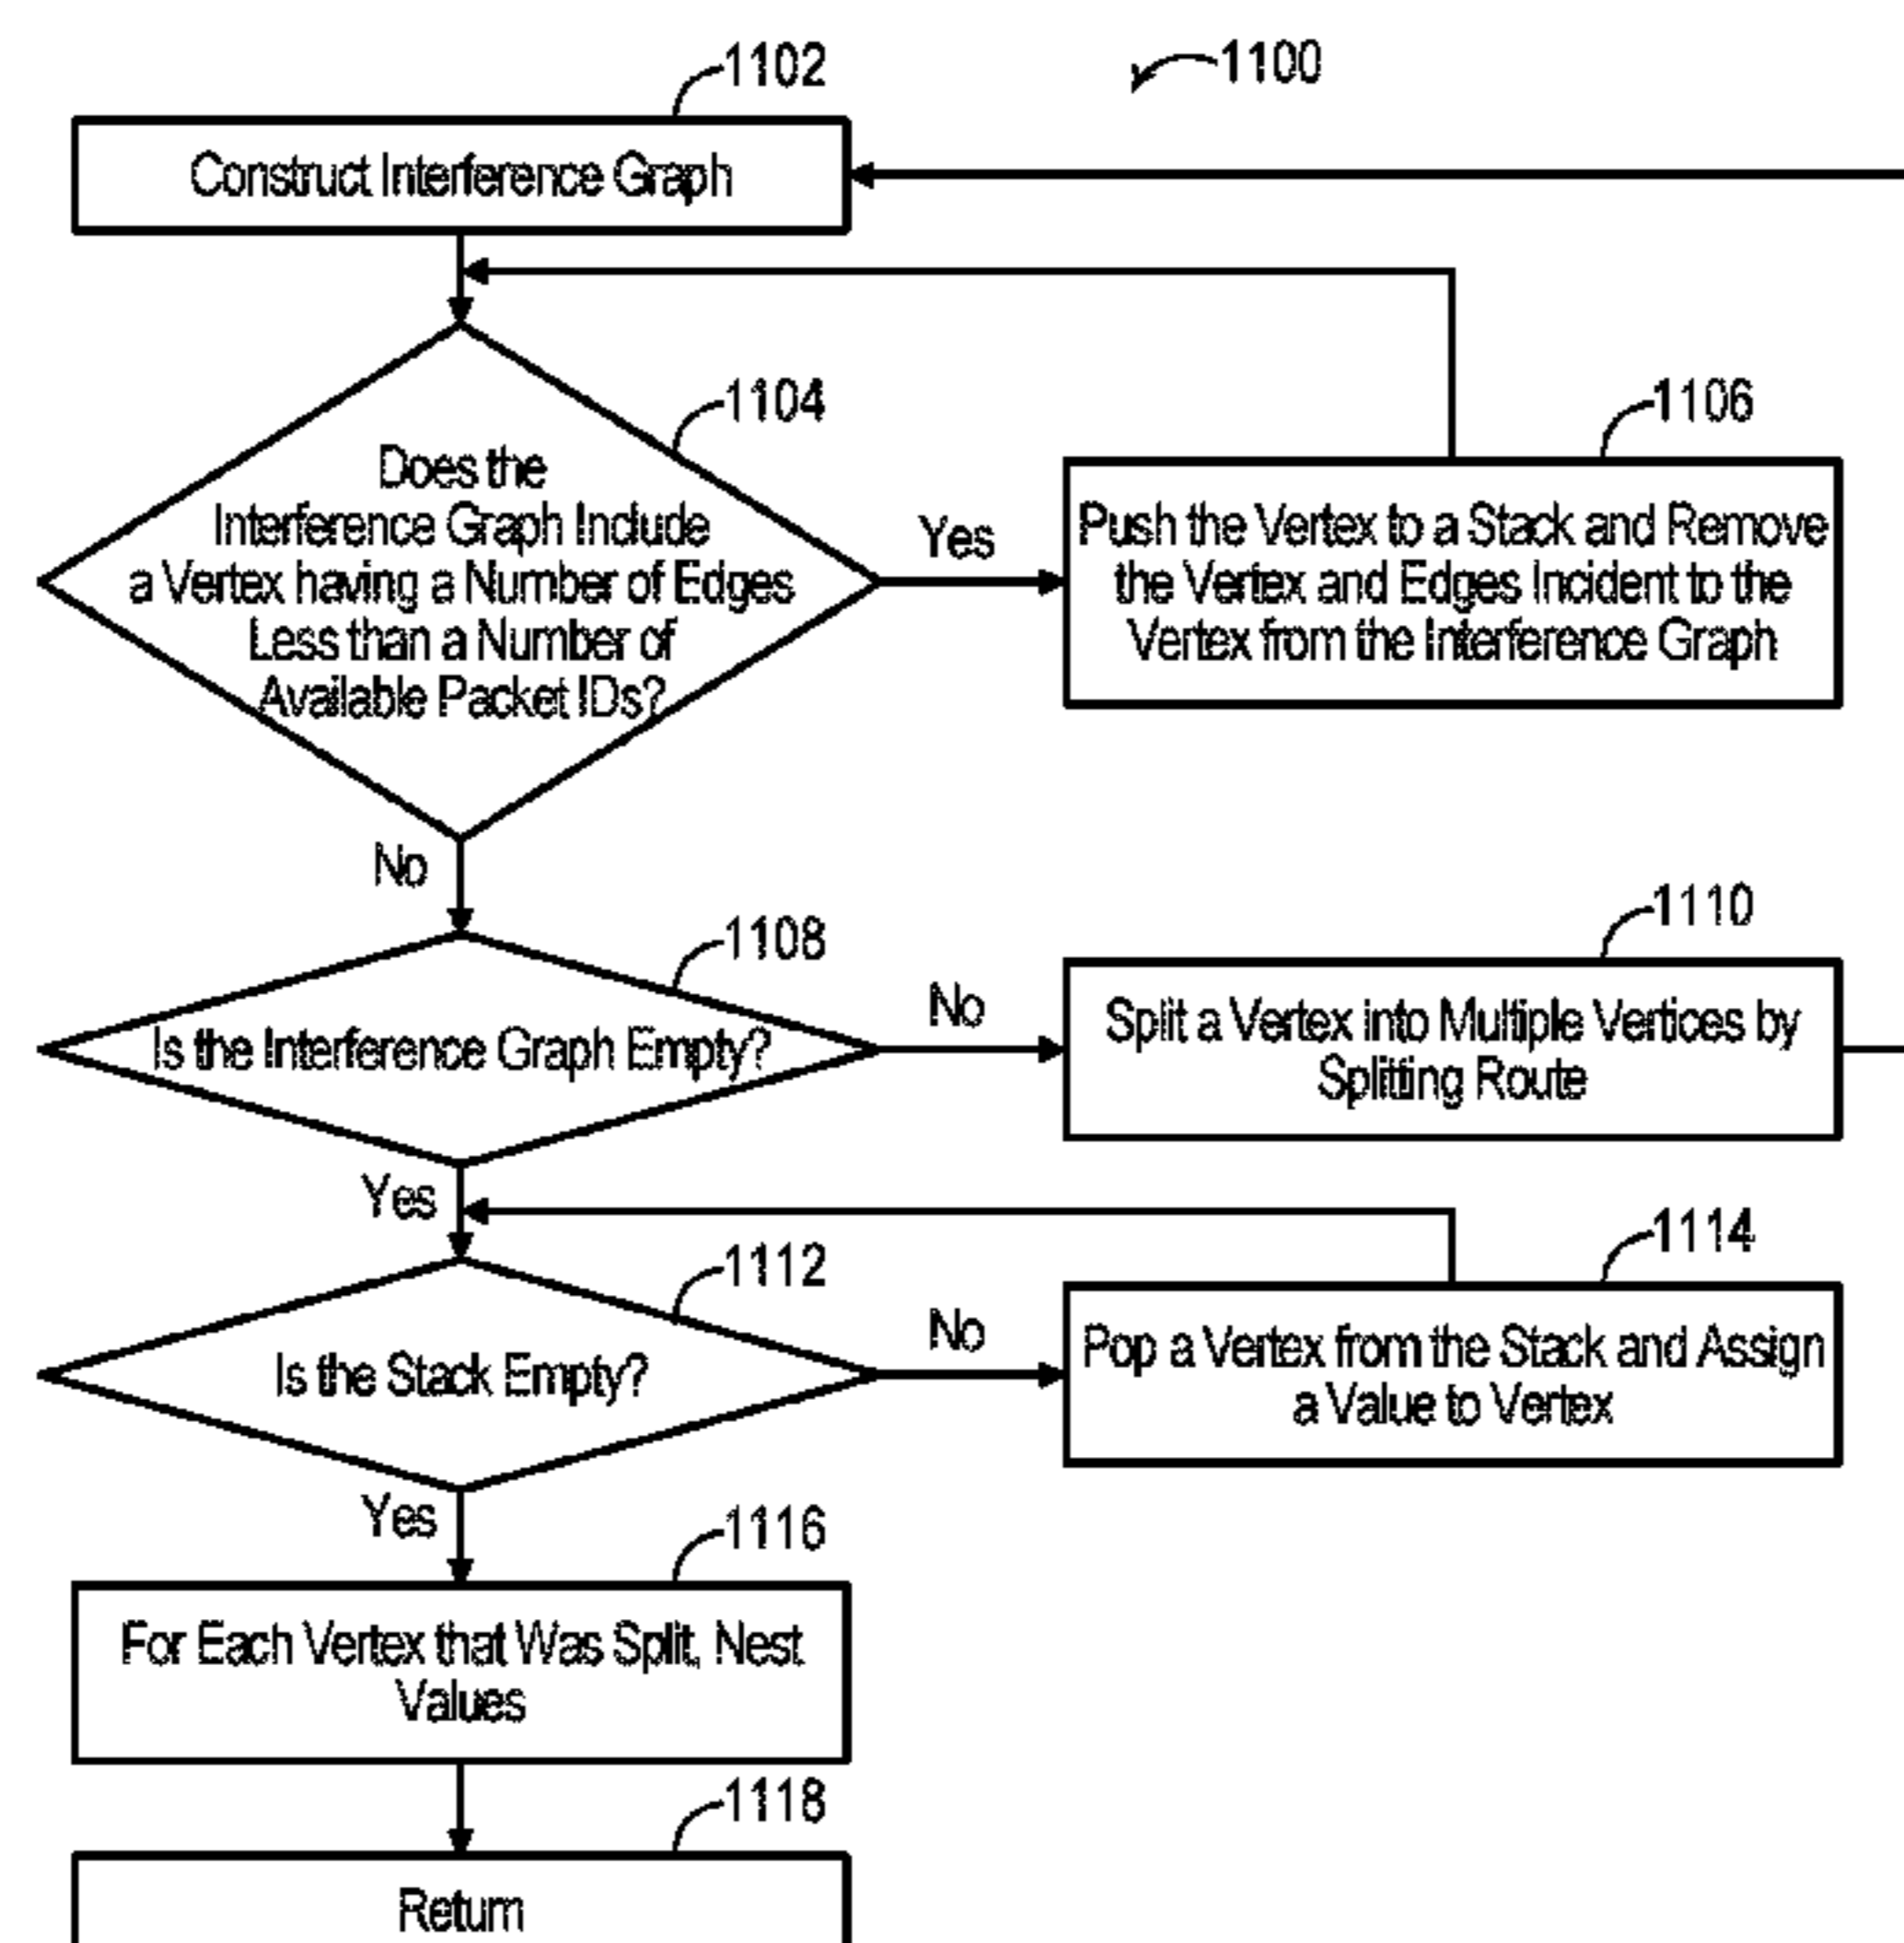 1102
1100
Construct Interference Graph
1104
Does the
Interference Graph Include
a Vertex having a Number of Edges
Less than a Number of
Available Packet IDs?
Yes
1106
Push the Vertex to a Stack and Remove
the Vertex and Edges Incident to the
Vertex from the Interference Graph
No
1108
Is the Interference Graph Empty?
No
1110
Split a Vertex into Multiple Vertices by
Splitting Route
Yes
1112
Is the Stack Empty?
No
1114
Pop a Vertex from the Stack and Assign
a Value to Vertex
Yes
1116
For Each Vertex that Was Split, Nest
Values
1118
Return